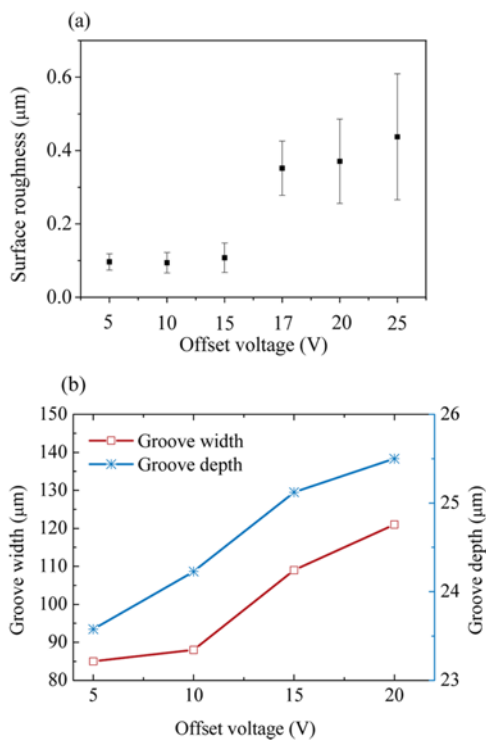 (a)
Surface roughness (μm)
0.6
0.4
0.2
0.0
5 10 15 17 20 25
Offset voltage (V)
(b)
Groove width (μm)
150
140
130
120
110
100
90
80
Groove width
Groove depth
26
25
24
23
Groove depth (μm)
5 10 15 20
Offset voltage (V)